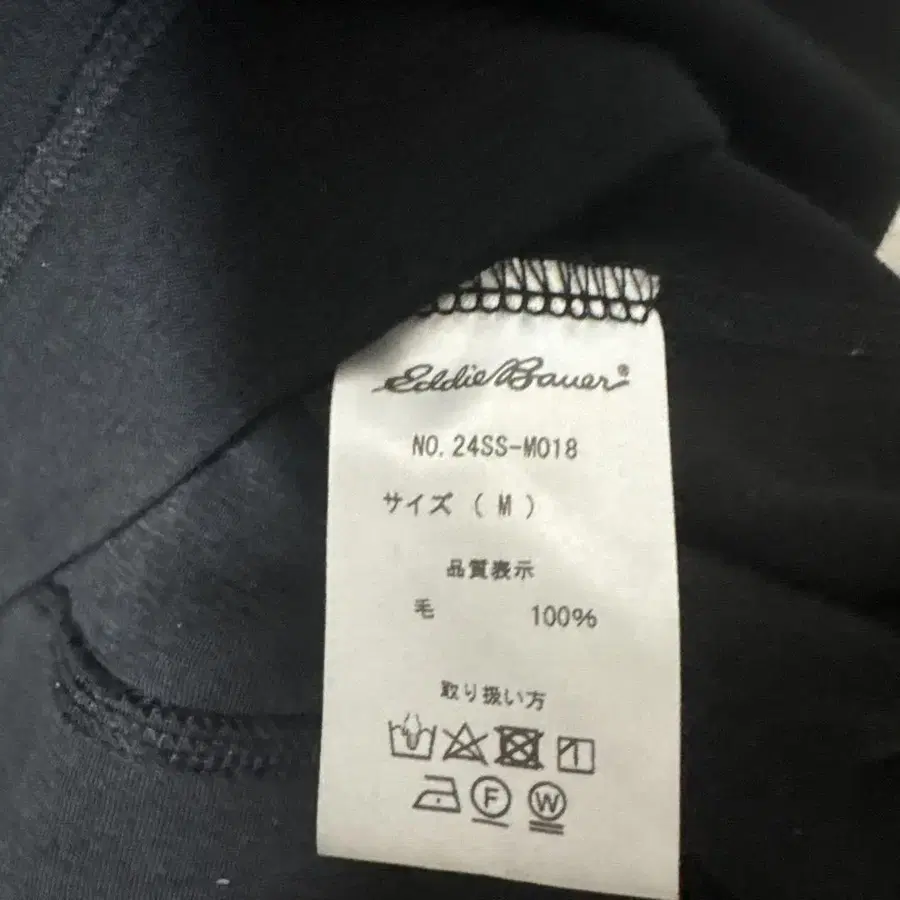 Eddie Bauer®
NO. 24SS-M018
サイズ ( M )
品質表示
毛 100%
取り扱い方
F W